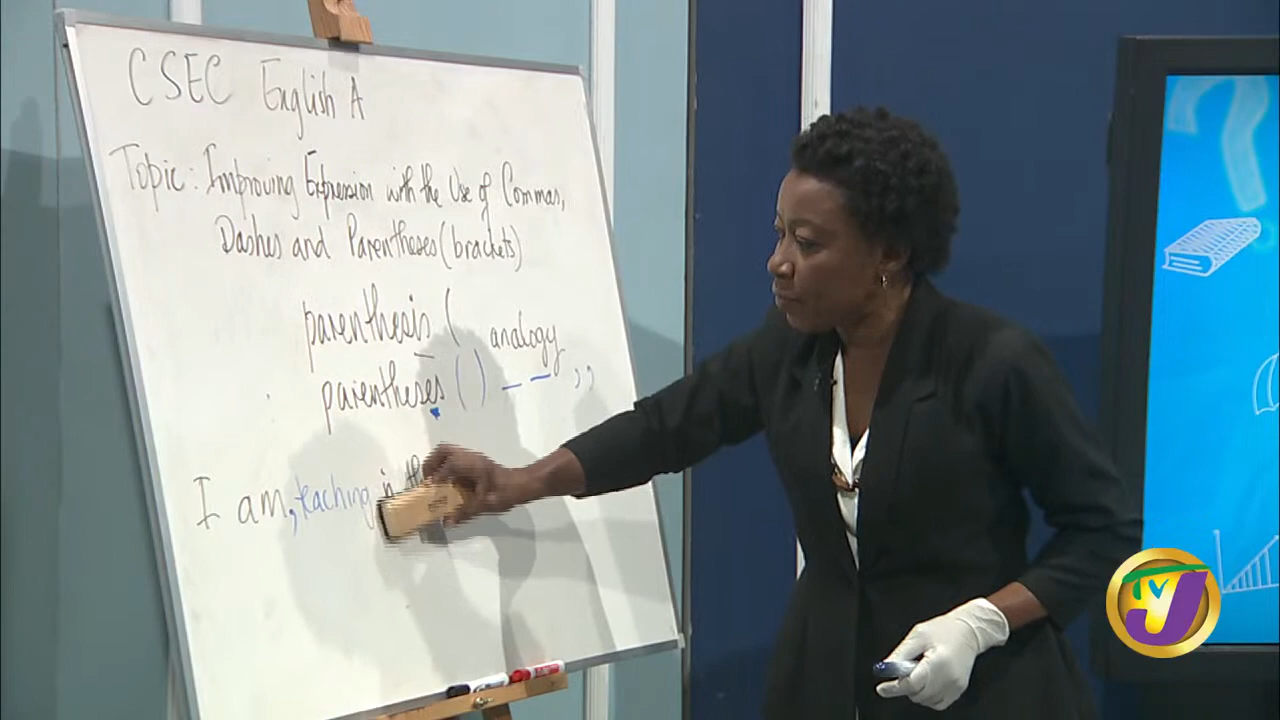 CSEC English A
Topic: Improving Expression with the Use of Commas,
Dashes and Parentheses (brackets)
parenthesis ( analogy
parentheses ( ) – – , ,
I am, teaching in
TVJ